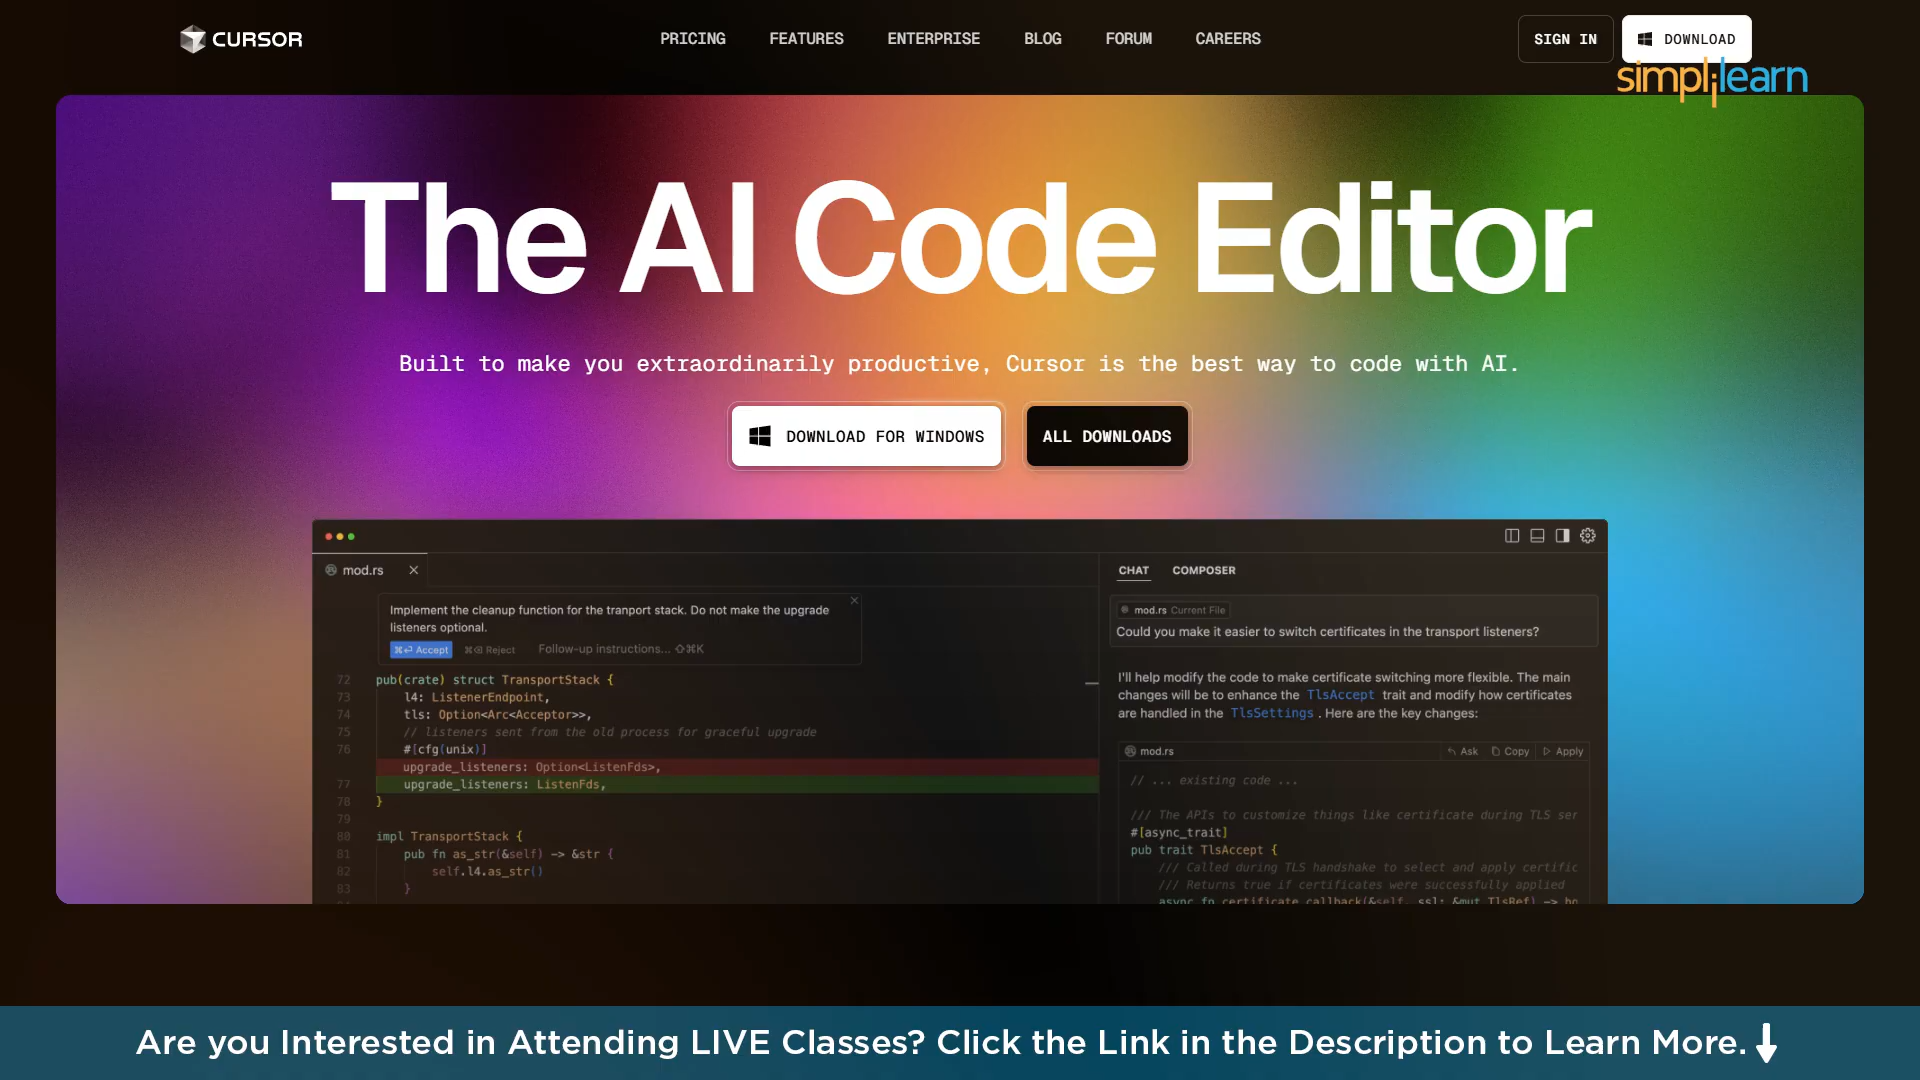 CURSOR
PRICING FEATURES ENTERPRISE BLOG FORUM CAREERS
SIGN IN DOWNLOAD
simplilearn
The AI Code Editor
Built to make you extraordinarily productive, Cursor is the best way to code with AI.
DOWNLOAD FOR WINDOWS ALL DOWNLOADS
mod.rs
Implement the cleanup function for the tranport stack. Do not make the upgrade
listeners optional.
⌘⏎ Accept ⌘⌫ Reject Follow-up instructions... ⇧⌘K
72 pub(crate) struct TransportStack {
73 l4: ListenerEndpoint,
74 tls: Option<Arc<Acceptor>>,
75 // listeners sent from the old process for graceful upgrade
76 #[cfg(unix)]
upgrade_listeners: Option<ListenFds>,
77 upgrade_listeners: ListenFds,
78 }
79
80 impl TransportStack {
81 pub fn as_str(&self) -> &str {
82 self.l4.as_str()
83 }
CHAT COMPOSER
mod.rs Current File
Could you make it easier to switch certificates in the transport listeners?
I'll help modify the code to make certificate switching more flexible. The main
changes will be to enhance the TlsAccept trait and modify how certificates
are handled in the TlsSettings . Here are the key changes:
mod.rs Ask Copy Apply
// ... existing code ...
/// The APIs to customize things like certificate during TLS ser
#[async_trait]
pub trait TlsAccept {
/// Called during TLS handshake to select and apply certific
/// Returns true if certificates were successfully applied
async fn certificate_callback(&self, ssl: &mut TlsRef) -> bo
Are you Interested in Attending LIVE Classes? Click the Link in the Description to Learn More.